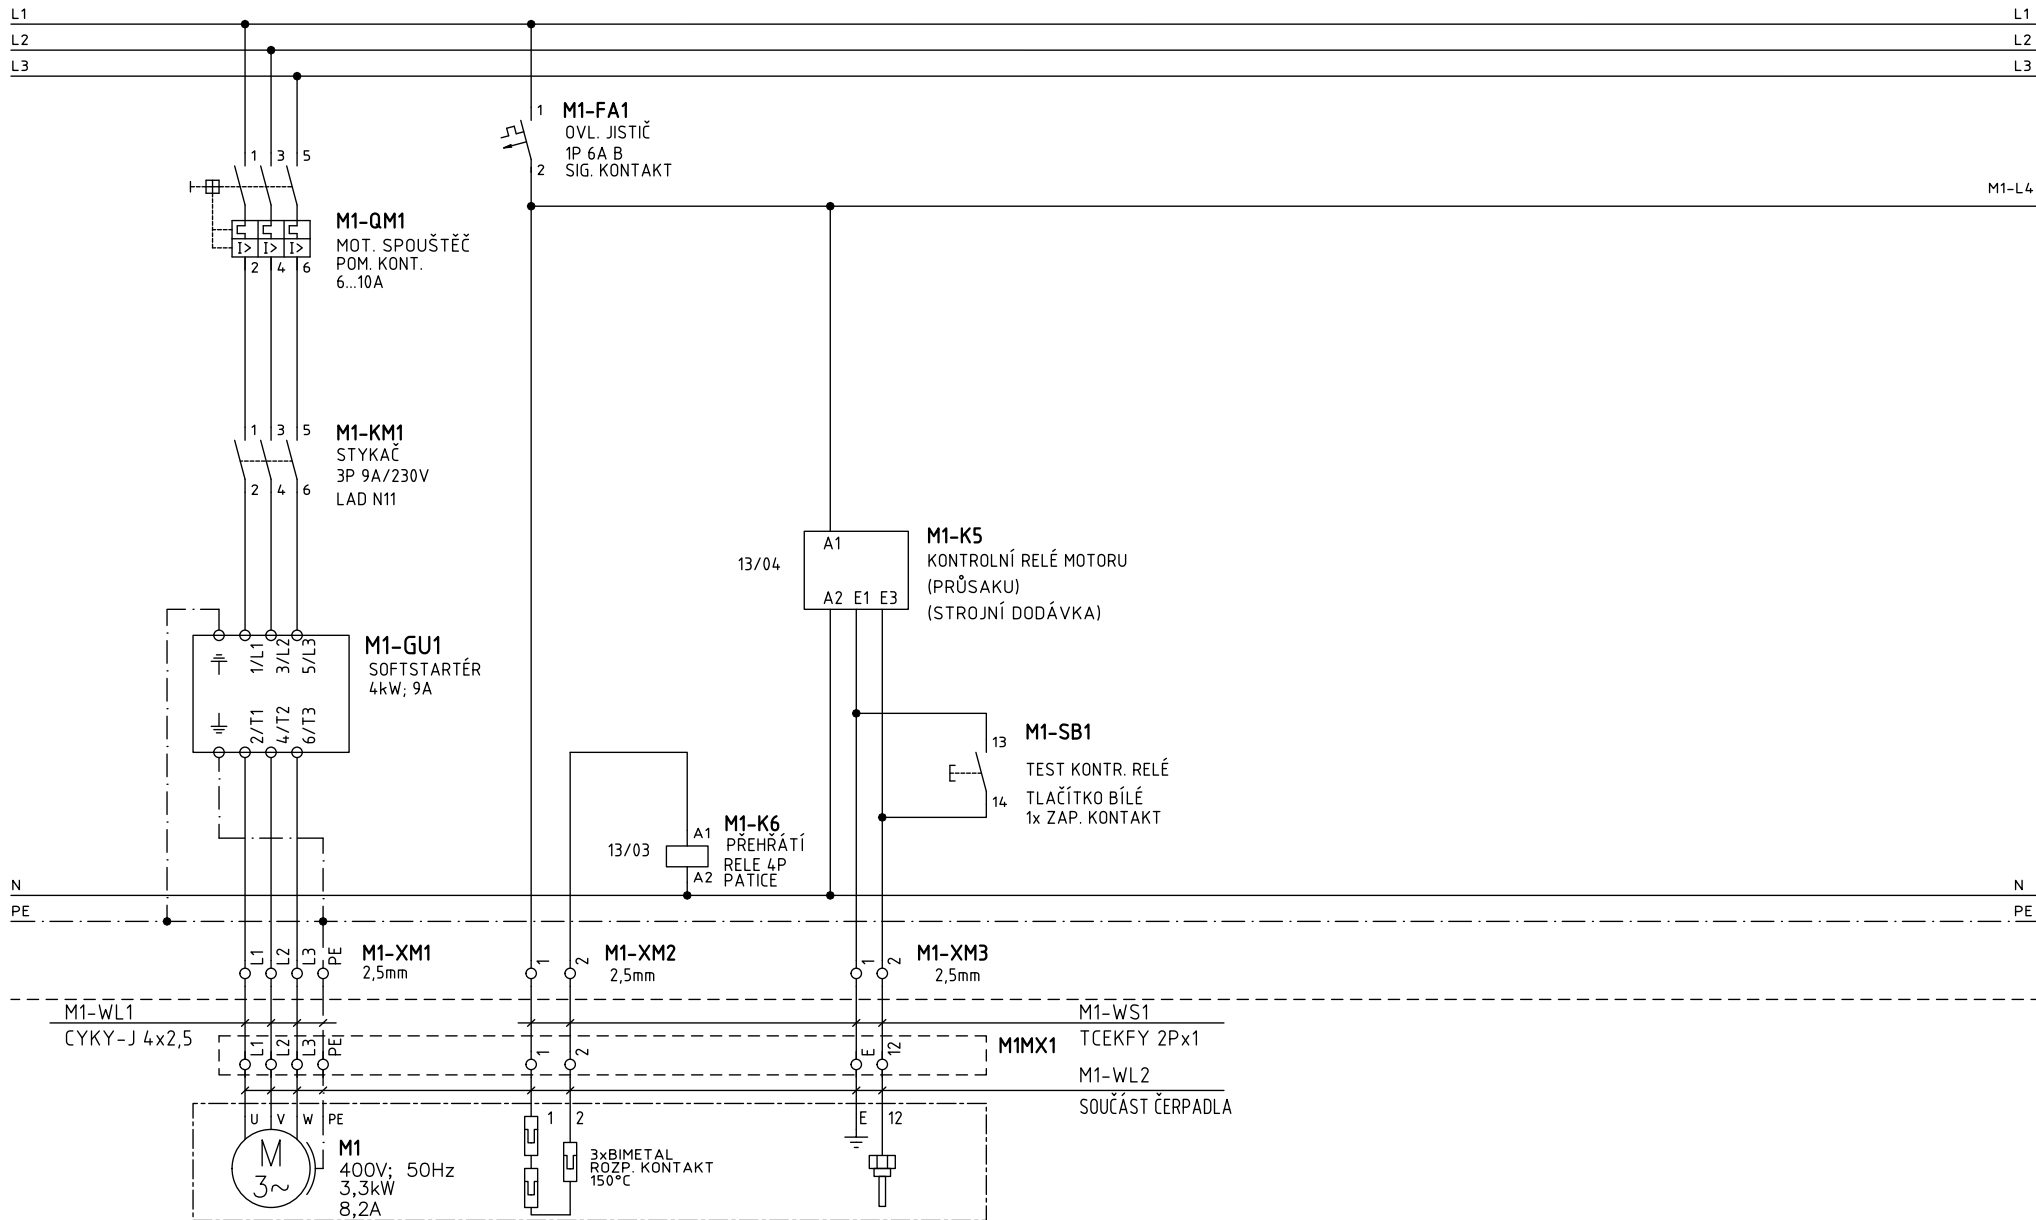 L1
L1
L2
L2
L3
L3
1
M1-FA1
OVL. JISTIČ
1P 6A B
2
SIG. KONTAKT
1 3 5
M1-L4
M1-QM1
MOT. SPOUŠTĚČ
POM. KONT.
6...10A
I> I> I>
2 4 6
1 3 5
M1-KM1
STYKAČ
3P 9A/230V
LAD N11
2 4 6
13/04
A1
A2 E1 E3
M1-K5
KONTROLNÍ RELÉ MOTORU
(PRŮSAKU)
(STROJNÍ DODÁVKA)
1/L1 3/L2 5/L3
2/T1 4/T2 6/T3
M1-GU1
SOFTSTARTÉR
4kW; 9A
13
14
M1-SB1
TEST KONTR. RELÉ
TLAČÍTKO BÍLÉ
1x ZAP. KONTAKT
13/03
A1
A2
M1-K6
PŘEHŘÁTÍ
RELE 4P
PATICE
N
N
PE
PE
L1 L2 L3 PE
M1-XM1
2,5mm
1 2
M1-XM2
2,5mm
1 2
M1-XM3
2,5mm
M1-WL1
CYKY-J 4x2,5
M1-WS1
TCEKFY 2Px1
L1 L2 L3 PE
1 2
E 12
M1MX1
M1-WL2
SOUČÁST ČERPADLA
U V W PE
1 2
E 12
M
3~
M1
400V; 50Hz
3,3kW
8,2A
3xBIMETAL
ROZP. KONTAKT
150°C